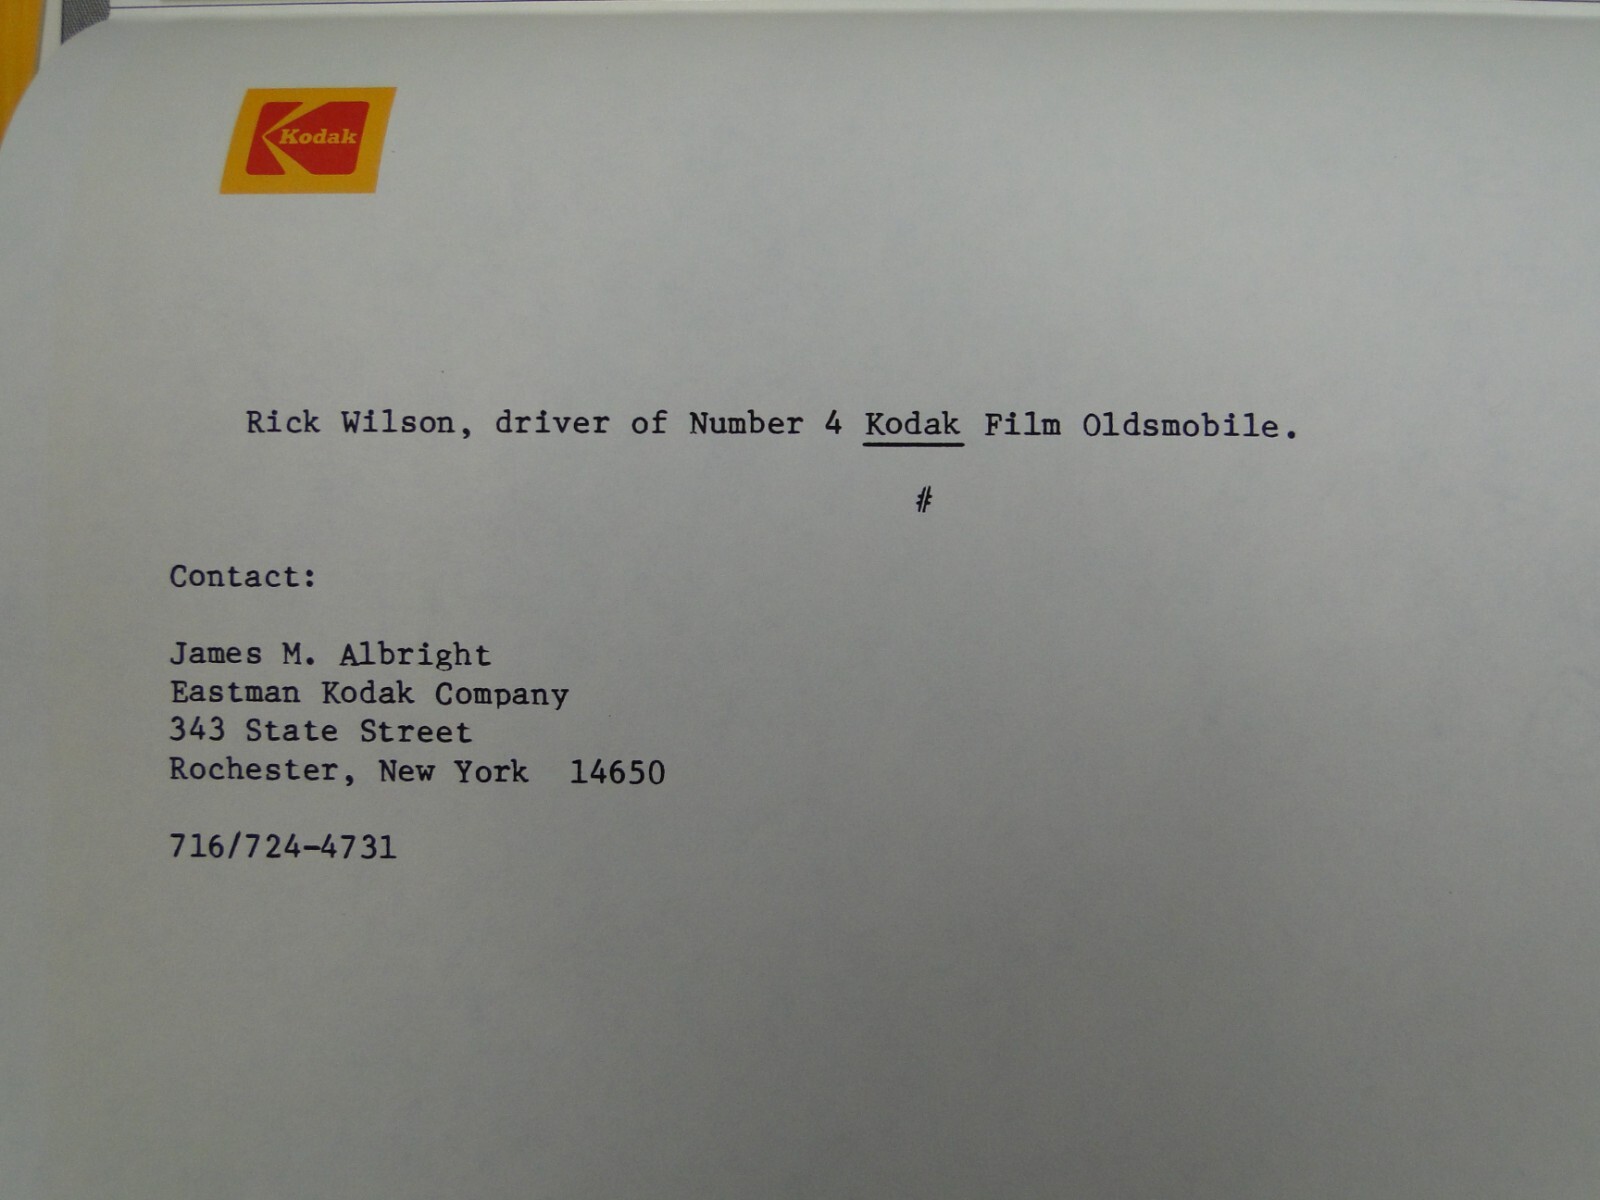 Kodak
Rick Wilson, driver of Number 4 Kodak Film Oldsmobile.
#
Contact:
James M. Albright
Eastman Kodak Company
343 State Street
Rochester, New York  14650
716/724-4731